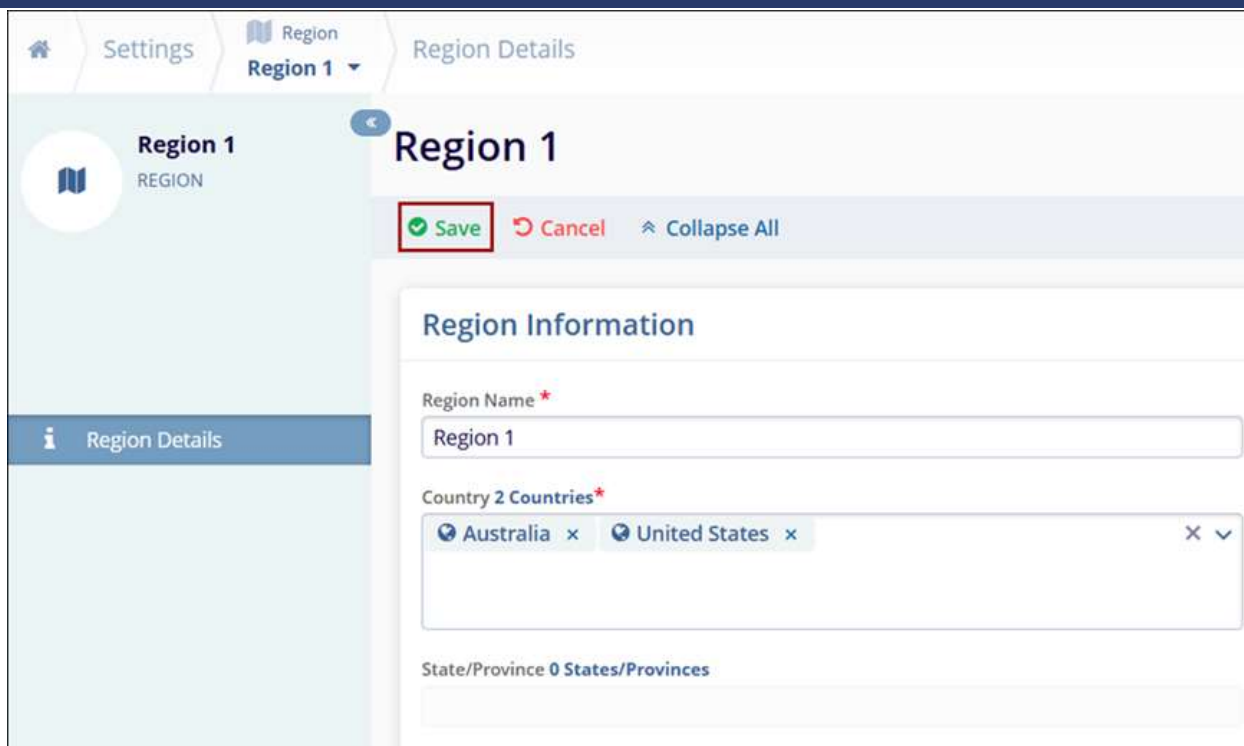 Settings
Region
Region 1
Region Details
Region 1
REGION
Region 1
Save Cancel Collapse All
Region Information
Region Details
Region Name *
Region 1
Country 2 Countries*
Australia × United States ×
State/Province 0 States/Provinces